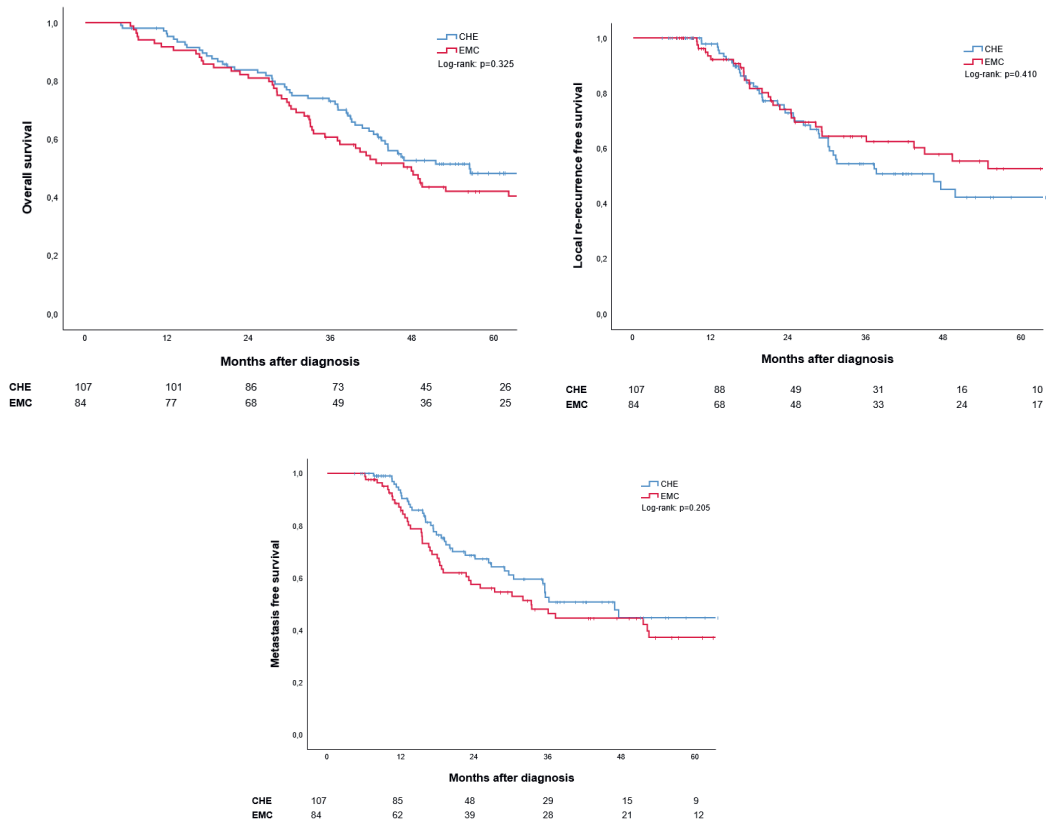 Overall survival
1,0
0,8
0,6
0,4
0,2
0,0
CHE
EMC
Log-rank: p=0.325
0 12 24 36 48 60
Months after diagnosis
CHE 107 101 86 73 45 26
EMC 84 77 68 49 36 25
Local re-recurrence free survival
1,0
0,8
0,6
0,4
0,2
0,0
CHE
EMC
Log-rank: p=0.410
0 12 24 36 48 60
Months after diagnosis
CHE 107 88 49 31 16 10
EMC 84 68 48 33 24 17
Metastasis free survival
1,0
0,8
0,6
0,4
0,2
0,0
CHE
EMC
Log-rank: p=0.205
0 12 24 36 48 60
Months after diagnosis
CHE 107 85 48 29 15 9
EMC 84 62 39 28 21 12